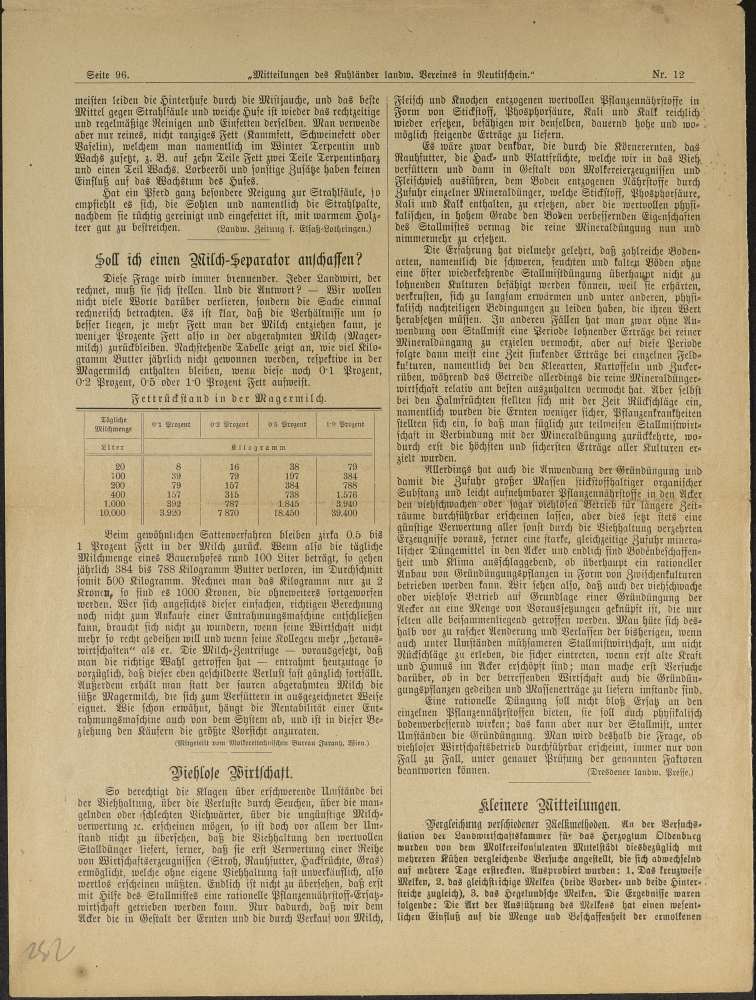 Seite 96.
„Mitteilungen des Kuhländer landw. Vereines in Neutitschein."
Nr. 12
meisten leiden die Hinterhufe durch die Mistjauche, und das beste
Mittel gegen Strahlfäule und weiche Hufe ist wieder das rechtzeitige
und regelmäßige Reinigen und Einfetten derselben. Man verwende
aber nur reines, nicht ranziges Fett (Kammfett, Schweinefett oder
Vaselin), welchem man namentlich im Winter Terpentin und
Wachs zusetzt, z. B. auf zehn Teile Fett zwei Teile Terpentinharz
und einen Teil Wachs. Lorbeeröl und sonstige Zusätze haben keinen
Einfluß auf das Wachstum des Hufes.
Hat ein Pferd ganz besondere Neigung zur Strahlfäule, so
empfiehlt es sich, die Sohlen und namentlich die Strahlpalte,
nachdem sie tüchtig gereinigt und eingefettet ist, mit warmem Holz-
teer gut zu bestreichen. (Landw. Zeitung f. Elsaß-Lothringen.)
Soll ich einen Milch-Separator anschaffen?
Diese Frage wird immer brennender. Jeder Landwirt, der
rechnet, muß sie sich stellen. Und die Antwort? — Wir wollen
nicht viele Worte darüber verlieren, sondern die Sache einmal
rechnerisch betrachten. Es ist klar, daß die Verhältnisse um so
besser liegen, je mehr Fett man der Milch entziehen kann, je
weniger Prozente Fett also in der abgerahmten Milch (Mager-
milch) zurückbleiben. Nachstehende Tabelle zeigt an, wie viel Kilo-
gramm Butter jährlich nicht gewonnen werden, respektive in der
Magermilch enthalten bleiben, wenn diese noch 0·1 Prozent,
0·2 Prozent, 0·5 oder 1·0 Prozent Fett aufweist.
Fettrückstand in der Magermilch.
Tägliche Milchmenge 0·1 Prozent 0·2 Prozent 0·5 Prozent 1·0 Prozent
Liter Kilogramm
20 8 16 38 79
100 39 79 197 384
200 79 157 384 788
400 157 315 738 1.576
1.000 392 787 1.845 3.940
10.000 3.920 7 870 18.450 39.400
Beim gewöhnlichen Sattenverfahren bleiben zirka 0.5 bis
1 Prozent Fett in der Milch zurück. Wenn also die tägliche
Milchmenge eines Bauernhofes rund 100 Liter beträgt, so gehen
jährlich 384 bis 788 Kilogramm Butter verloren, im Durchschnitt
somit 500 Kilogramm. Rechnet man das Kilogramm nur zu 2
Kronen, so sind es 1000 Kronen, die ohneweiters fortgeworfen
werden. Wer sich angesichts dieser einfachen, richtigen Berechnung
noch nicht zum Ankaufe einer Entrahmungsmaschine entschließen
kann, braucht sich nicht zu wundern, wenn seine Wirtschaft nicht
mehr so recht gedeihen will und wenn seine Kollegen mehr „heraus-
wirtschaften" als er. Die Milch-Zentrifuge — vorausgesetzt, daß
man die richtige Wahl getroffen hat — entrahmt heutzutage so
vorzüglich, daß dieser eben geschilderte Verlust fast gänzlich fortfällt.
Außerdem erhält man statt der sauren abgerahmten Milch die
süße Magermilch, die sich zum Verfüttern in ausgezeichneter Weise
eignet. Wie schon erwähnt, hängt die Rentabilität einer Ent-
rahmungsmaschine auch von dem System ab, und ist in dieser Be-
ziehung den Käufern die größte Vorsicht anzuraten.
(Mitgeteilt vom Molkereitechnischen Bureau Juranh, Wien.)
Viehlose Wirtschaft.
So berechtigt die Klagen über erschwerende Umstände bei
der Viehhaltung, über die Verluste durch Seuchen, über die man-
gelnden oder schlechten Viehwärter, über die ungünstige Milch-
verwertung ꝛc. erscheinen mögen, so ist doch vor allem der Um-
stand nicht zu übersehen, daß die Viehhaltung den wertvollen
Stalldünger liefert, ferner, daß sie erst Verwertung einer Reihe
von Wirtschaftserzeugnissen (Stroh, Rauhfutter, Hackfrüchte, Gras)
ermöglicht, welche ohne eigene Viehhaltung fast unverkäuflich, also
wertlos erscheinen müßten. Endlich ist nicht zu übersehen, daß erst
mit Hilfe des Stallmistes eine rationelle Pflanzennährstoff-Ersatz-
wirtschaft getrieben werden kann. Nur dadurch, daß wir dem
Acker die in Gestalt der Ernten und die durch Verkauf von Milch,
Fleisch und Knochen entzogenen wertvollen Pflanzennährstoffe in
Form von Stickstoff, Phosphorsäure, Kali und Kalk reichlich
wieder ersetzen, befähigen wir denselben, dauernd hohe und wo-
möglich steigende Erträge zu liefern.
Es wäre zwar denkbar, die durch die Körnerernten, das
Rauhfutter, die Hack- und Blattfrüchte, welche wir in das Vieh
verfüttern und dann in Gestalt von Molkereierzeugnissen und
Fleischvieh ausführen, dem Boden entzogenen Nährstoffe durch
Zufuhr einzelner Mineraldünger, welche Stickstoff, Phosphorsäure,
Kali und Kalk enthalten, zu ersetzen, aber die wertvollen physi-
kalischen, in hohem Grade den Boden verbessernden Eigenschaften
des Stallmistes vermag die reine Mineraldüngung nun und
nimmermehr zu ersetzen.
Die Erfahrung hat vielmehr gelehrt, daß zahlreiche Boden-
arten, namentlich die schweren, feuchten und kalten Böden ohne
eine öfter wiederkehrende Stallmistdüngung überhaupt nicht zu
lohnenden Kulturen befähigt werden können, weil sie erhärten,
verkrusten, sich zu langsam erwärmen und unter anderen, physi-
kalisch nachteiligen Bedingungen zu leiden haben, die ihren Wert
herabsetzen müssen. In anderen Fällen hat man zwar ohne An-
wendung von Stallmist eine Periode lohnender Erträge bei reiner
Mineraldüngung zu erzielen vermocht, aber auf diese Periode
folgte dann meist eine Zeit sinkender Erträge bei einzelnen Feld-
kulturen, namentlich bei den Kleearten, Kartoffeln und Zucker-
rüben, während das Getreide allerdings die reine Mineraldünger-
wirtschaft relativ am besten auszuhalten vermocht hat. Aber selbst
bei den Halmfrüchten stellten sich mit der Zeit Rückschläge ein,
namentlich wurden die Ernten weniger sicher, Pflanzenkrankheiten
stellten sich ein, so daß man füglich zur teilweisen Stallmistwirt-
schaft in Verbindung mit der Mineraldüngung zurückkehrte, wo-
durch erst die höchsten und sichersten Erträge aller Kulturen er-
zielt wurden.
Allerdings hat auch die Anwendung der Gründüngung und
damit die Zufuhr großer Massen stickstoffhaltiger organischer
Substanz und leicht aufnehmbarer Pflanzennährstoffe in den Acker
den viehschwachen oder sogar viehlosen Betrieb für längere Zeit-
räume durchführbar erscheinen lassen, aber dies setzt stets eine
günstige Verwertung aller sonst durch die Viehhaltung verzehrten
Erzeugnisse voraus, ferner eine starke, gleichzeitige Zufuhr minera-
lischer Düngemittel in den Acker und endlich sind Bodenbeschaffen-
heit und Klima ausschlaggebend, ob überhaupt ein rationeller
Anbau von Gründüngungspflanzen in Form von Zwischenkulturen
betrieben werden kann. Wir sehen also, daß auch der viehschwache
oder viehlose Betrieb auf Grundlage einer Gründüngung der
Aecker an eine Menge von Voraussetzungen geknüpft ist, die nur
selten alle beisammenliegend getroffen werden. Man hüte sich des-
halb vor zu rascher Aenderung und Verlassen der bisherigen, wenn
auch unter Umständen mühsameren Stallmistwirtschaft, um nicht
Rückschläge zu erleben, die sicher eintreten, wenn erst alte Kraft
und Humus im Acker erschöpft sind; man mache erst Versuche
darüber, ob in der betreffenden Wirtschaft auch die Gründün-
gungspflanzen gedeihen und Massenerträge zu liefern imstande sind.
Eine rationelle Düngung soll nicht bloß Ersatz an den
einzelnen Pflanzennährstoffen bieten, sie soll auch physikalisch
bodenverbessernd wirken; das kann aber nur der Stallmist, unter
Umständen die Gründüngung. Man wird deshalb die Frage, ob
viehloser Wirtschaftsbetrieb durchführbar erscheint, immer nur von
Fall zu Fall, unter genauer Prüfung der genannten Faktoren
beantworten können. (Dresdener landw. Presse.)
Kleinere Mitteilungen.
Vergleichung verschiedener Melkmethoden. An der Versuchs-
station der Landwirtschaftskammer für das Herzogtum Oldenburg
wurden von dem Molkereikonsulenten Mittelstädt diesbezüglich mit
mehreren Kühen vergleichende Versuche angestellt, die sich abwechselnd
auf mehrere Tage erstreckten. Ausprobiert wurden: 1. Das kreuzweise
Melken, 2. das gleichstrichige Melken (beide Vorder- und beide Hinter-
striche zugleich), 3. das Hegelundsche Melken. Die Ergebnisse waren
folgende: Die Art der Ausführung des Melkens hat einen wesent-
lichen Einfluß auf die Menge und Beschaffenheit der ermolkenen